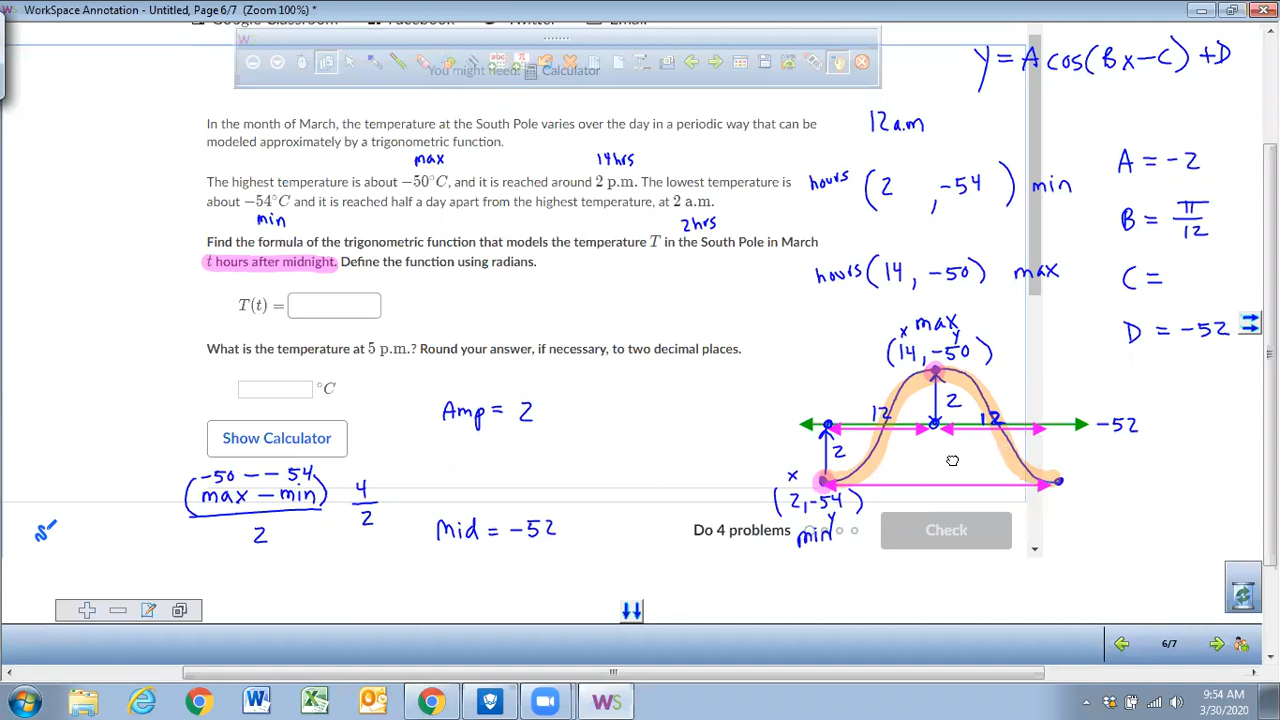 WorkSpace Annotation - Untitled, Page 6/7 (Zoom 100%) *
You might need: Calculator
y = A cos(Bx-C) +D
In the month of March, the temperature at the South Pole varies over the day in a periodic way that can be
modeled approximately by a trigonometric function.
12 a.m
max
14hrs
A = -2
The highest temperature is about −50°C, and it is reached around 2 p.m. The lowest temperature is
about −54°C and it is reached half a day apart from the highest temperature, at 2 a.m.
hours (2 , -54 ) min
min
2hrs
B = π/12
Find the formula of the trigonometric function that models the temperature T in the South Pole in March
t hours after midnight. Define the function using radians.
hours (14, -50) max
C =
T(t) =
D = -52
What is the temperature at 5 p.m.? Round your answer, if necessary, to two decimal places.
max
x y
(14, -50)
°C
Amp = 2
12 2 12
-52
Show Calculator
2
-50 - - 54
(max - min)
2
4
2
x
(2,-54)
y
min
Mid = -52
Do 4 problems
Check
6/7
W
X
O
WS
9:54 AM
3/30/2020